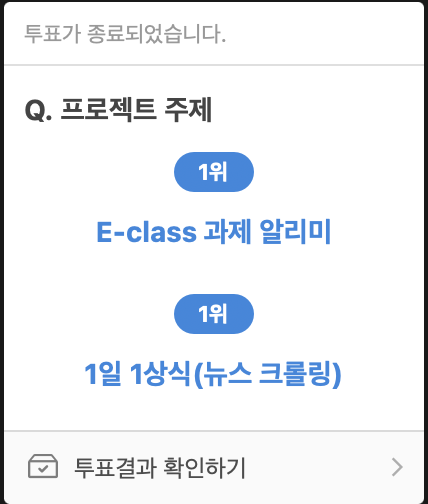 투표가 종료되었습니다.
Q. 프로젝트 주제
1위
E-class 과제 알리미
1위
1일 1상식(뉴스 크롤링)
투표결과 확인하기